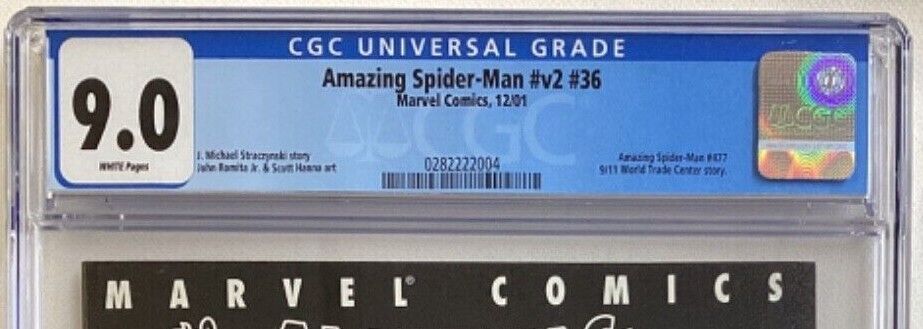 CGC UNIVERSAL GRADE
9.0
WHITE Pages
Amazing Spider-Man #v2 #36
Marvel Comics, 12/01
CGC
J. Michael Straczynski story
John Romita Jr. & Scott Hanna art
0282222004
Amazing Spider-Man #477
9/11 World Trade Center story.
CGC
MARVEL® COMICS